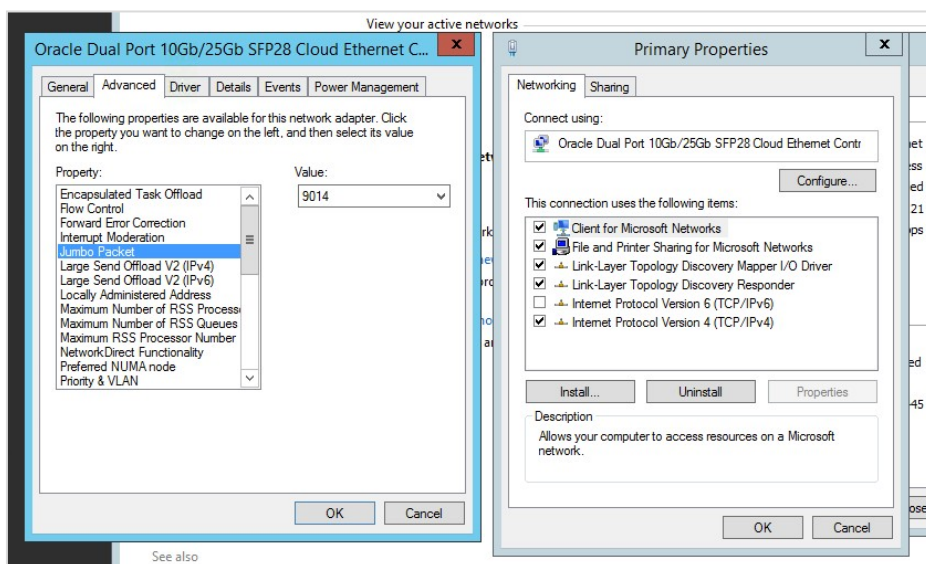 View your active networks
Oracle Dual Port 10Gb/25Gb SFP28 Cloud Ethernet C...
x
General
Advanced
Driver
Details
Events
Power Management
The following properties are available for this network adapter. Click
the property you want to change on the left, and then select its value
on the right.
Property:
Value:
Encapsulated Task Offload
Flow Control
Forward Error Correction
Interrupt Moderation
Jumbo Packet
Large Send Offload V2 (IPv4)
Large Send Offload V2 (IPv6)
Locally Administered Address
Maximum Number of RSS Process
Maximum Number of RSS Queues
Maximum RSS Processor Number
NetworkDirect Functionality
Preferred NUMA node
Priority & VLAN
9014
OK
Cancel
See also
Primary Properties
x
Networking
Sharing
Connect using:
Oracle Dual Port 10Gb/25Gb SFP28 Cloud Ethernet Contr
Configure...
This connection uses the following items:
Client for Microsoft Networks
File and Printer Sharing for Microsoft Networks
Link-Layer Topology Discovery Mapper I/O Driver
Link-Layer Topology Discovery Responder
Internet Protocol Version 6 (TCP/IPv6)
Internet Protocol Version 4 (TCP/IPv4)
Install...
Uninstall
Properties
Description
Allows your computer to access resources on a Microsoft
network.
OK
Cancel